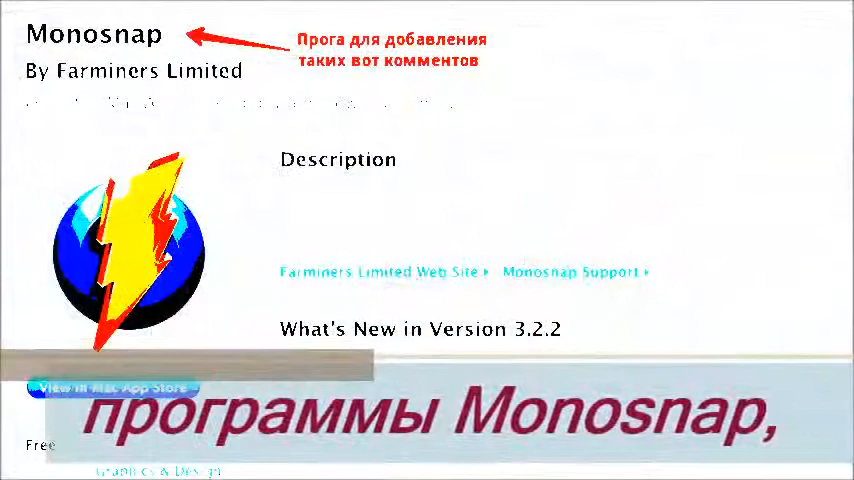 Monosnap
Прога для добавления
таких вот комментов
By Farminers Limited
Description
Farminers Limited Web Site
Monosnap Support
What's New in Version 3.2.2
View in Mac App Store
программы Monosnap,
Free
Graphics & Design